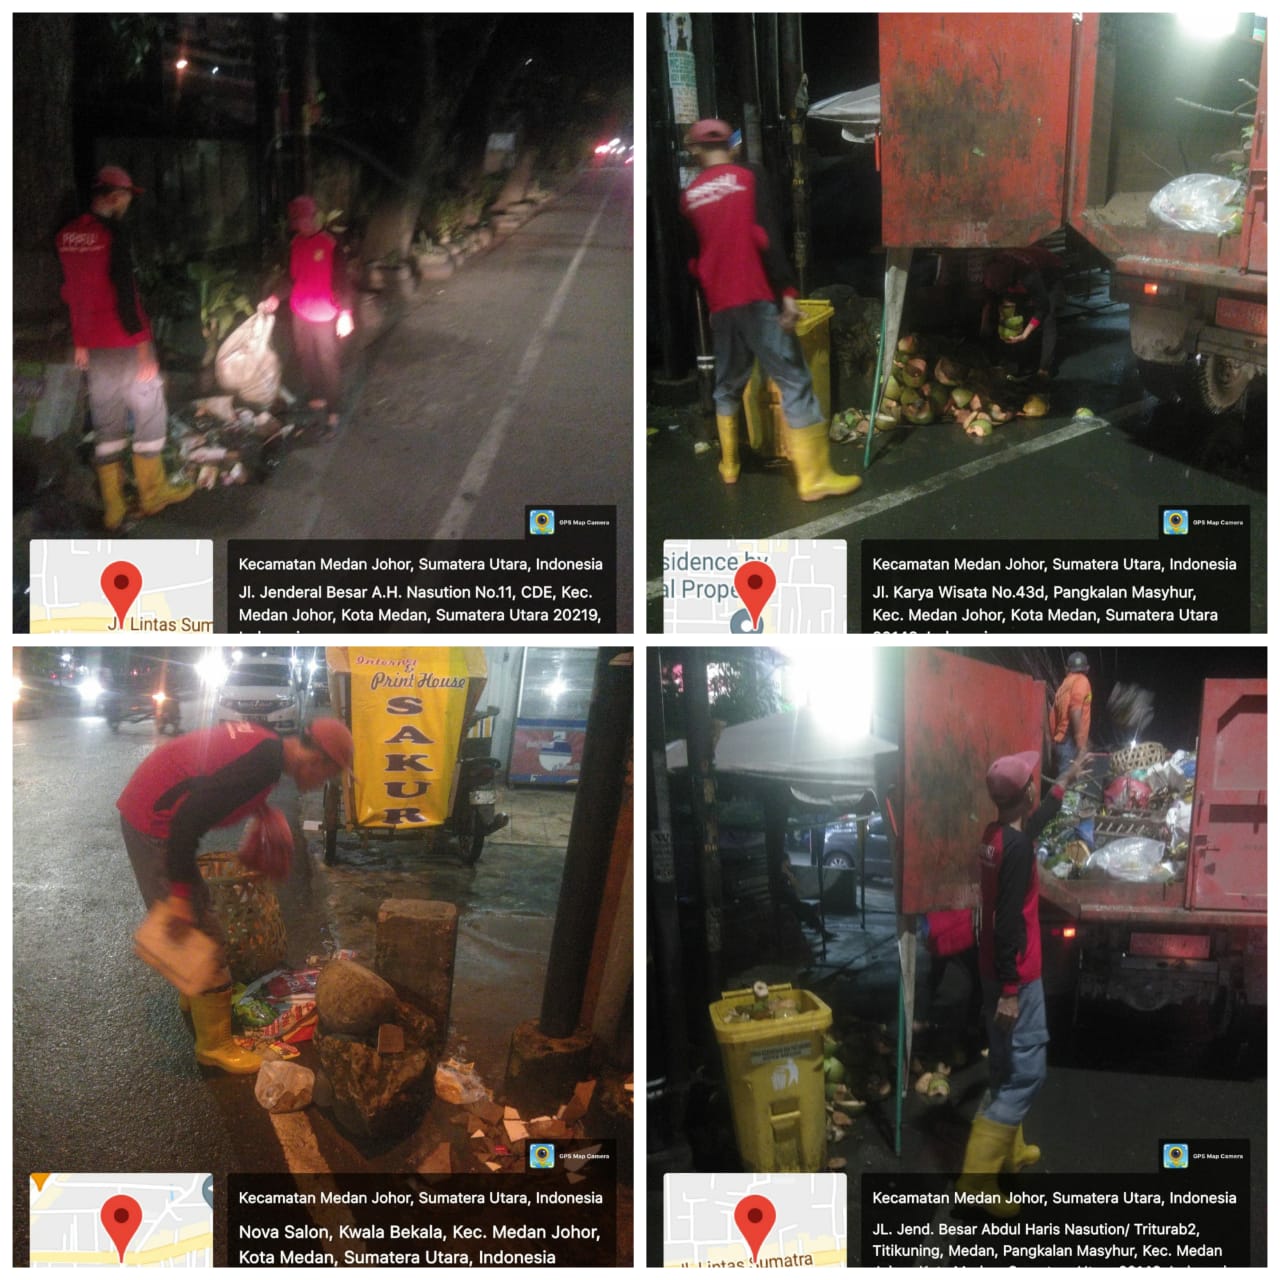 GPS Map Camera
Kecamatan Medan Johor, Sumatera Utara, Indonesia
Jl. Jenderal Besar A.H. Nasution No.11, CDE, Kec.
Medan Johor, Kota Medan, Sumatera Utara 20219,
Jl. Lintas Sum
GPS Map Camera
sidence by
al Prope
Kecamatan Medan Johor, Sumatera Utara, Indonesia
Jl. Karya Wisata No.43d, Pangkalan Masyhur,
Kec. Medan Johor, Kota Medan, Sumatera Utara
Internet
&
Print House
SAKUR
GPS Map Camera
Kecamatan Medan Johor, Sumatera Utara, Indonesia
Nova Salon, Kwala Bekala, Kec. Medan Johor,
Kota Medan, Sumatera Utara, Indonesia
GPS Map Camera
Kecamatan Medan Johor, Sumatera Utara, Indonesia
JL. Jend. Besar Abdul Haris Nasution/ Triturab2,
Titikuning, Medan, Pangkalan Masyhur, Kec. Medan
Jl. Lintas Sumatra